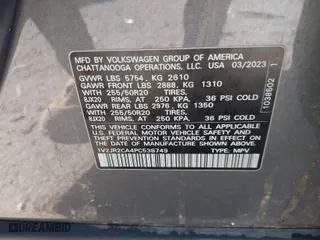 MFD. BY VOLKSWAGEN GROUP OF AMERICA
CHATTANOOGA OPERATIONS, LLC. USA 03/2023
GVWR LBS 5754, KG 2610
GAWR FRONT LBS 2888, KG 1310
WITH 255/50R20 TIRES,
8JX20 RIMS, AT 250 KPA, 36 PSI COLD
GAWR REAR LBS 2976, KG 1350
WITH 255/50R20 TIRES,
8JX20 RIMS, AT 250 KPA, 36 PSI COLD
THIS VEHICLE CONFORMS TO ALL APPLICABLE
U.S. FEDERAL MOTOR VEHICLE SAFETY AND
THEFT PREVENTION STANDARDS IN EFFECT ON THE
DATE OF MANUFACTURE SHOWN ABOVE.
1V2JR2CA4PC538749 TYPE: MPV
1038502 1